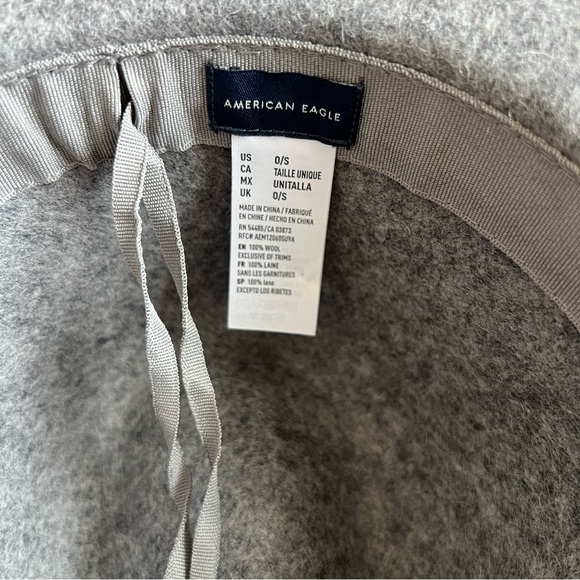 AMERICAN EAGLE
US O/S
CA TAILLE UNIQUE
MX UNITALLA
UK O/S
MADE IN CHINA / FABRIQUÉ
EN CHINE / HECHO EN CHINA
RN 54485/CA 03873
RFC# AEM120605U9A
EN 100% WOOL
EXCLUSIVE OF TRIMS
FR 100% LAINE
SANS LES GARNITURES
SP 100% lana
EXCEPTO LOS RIBETES